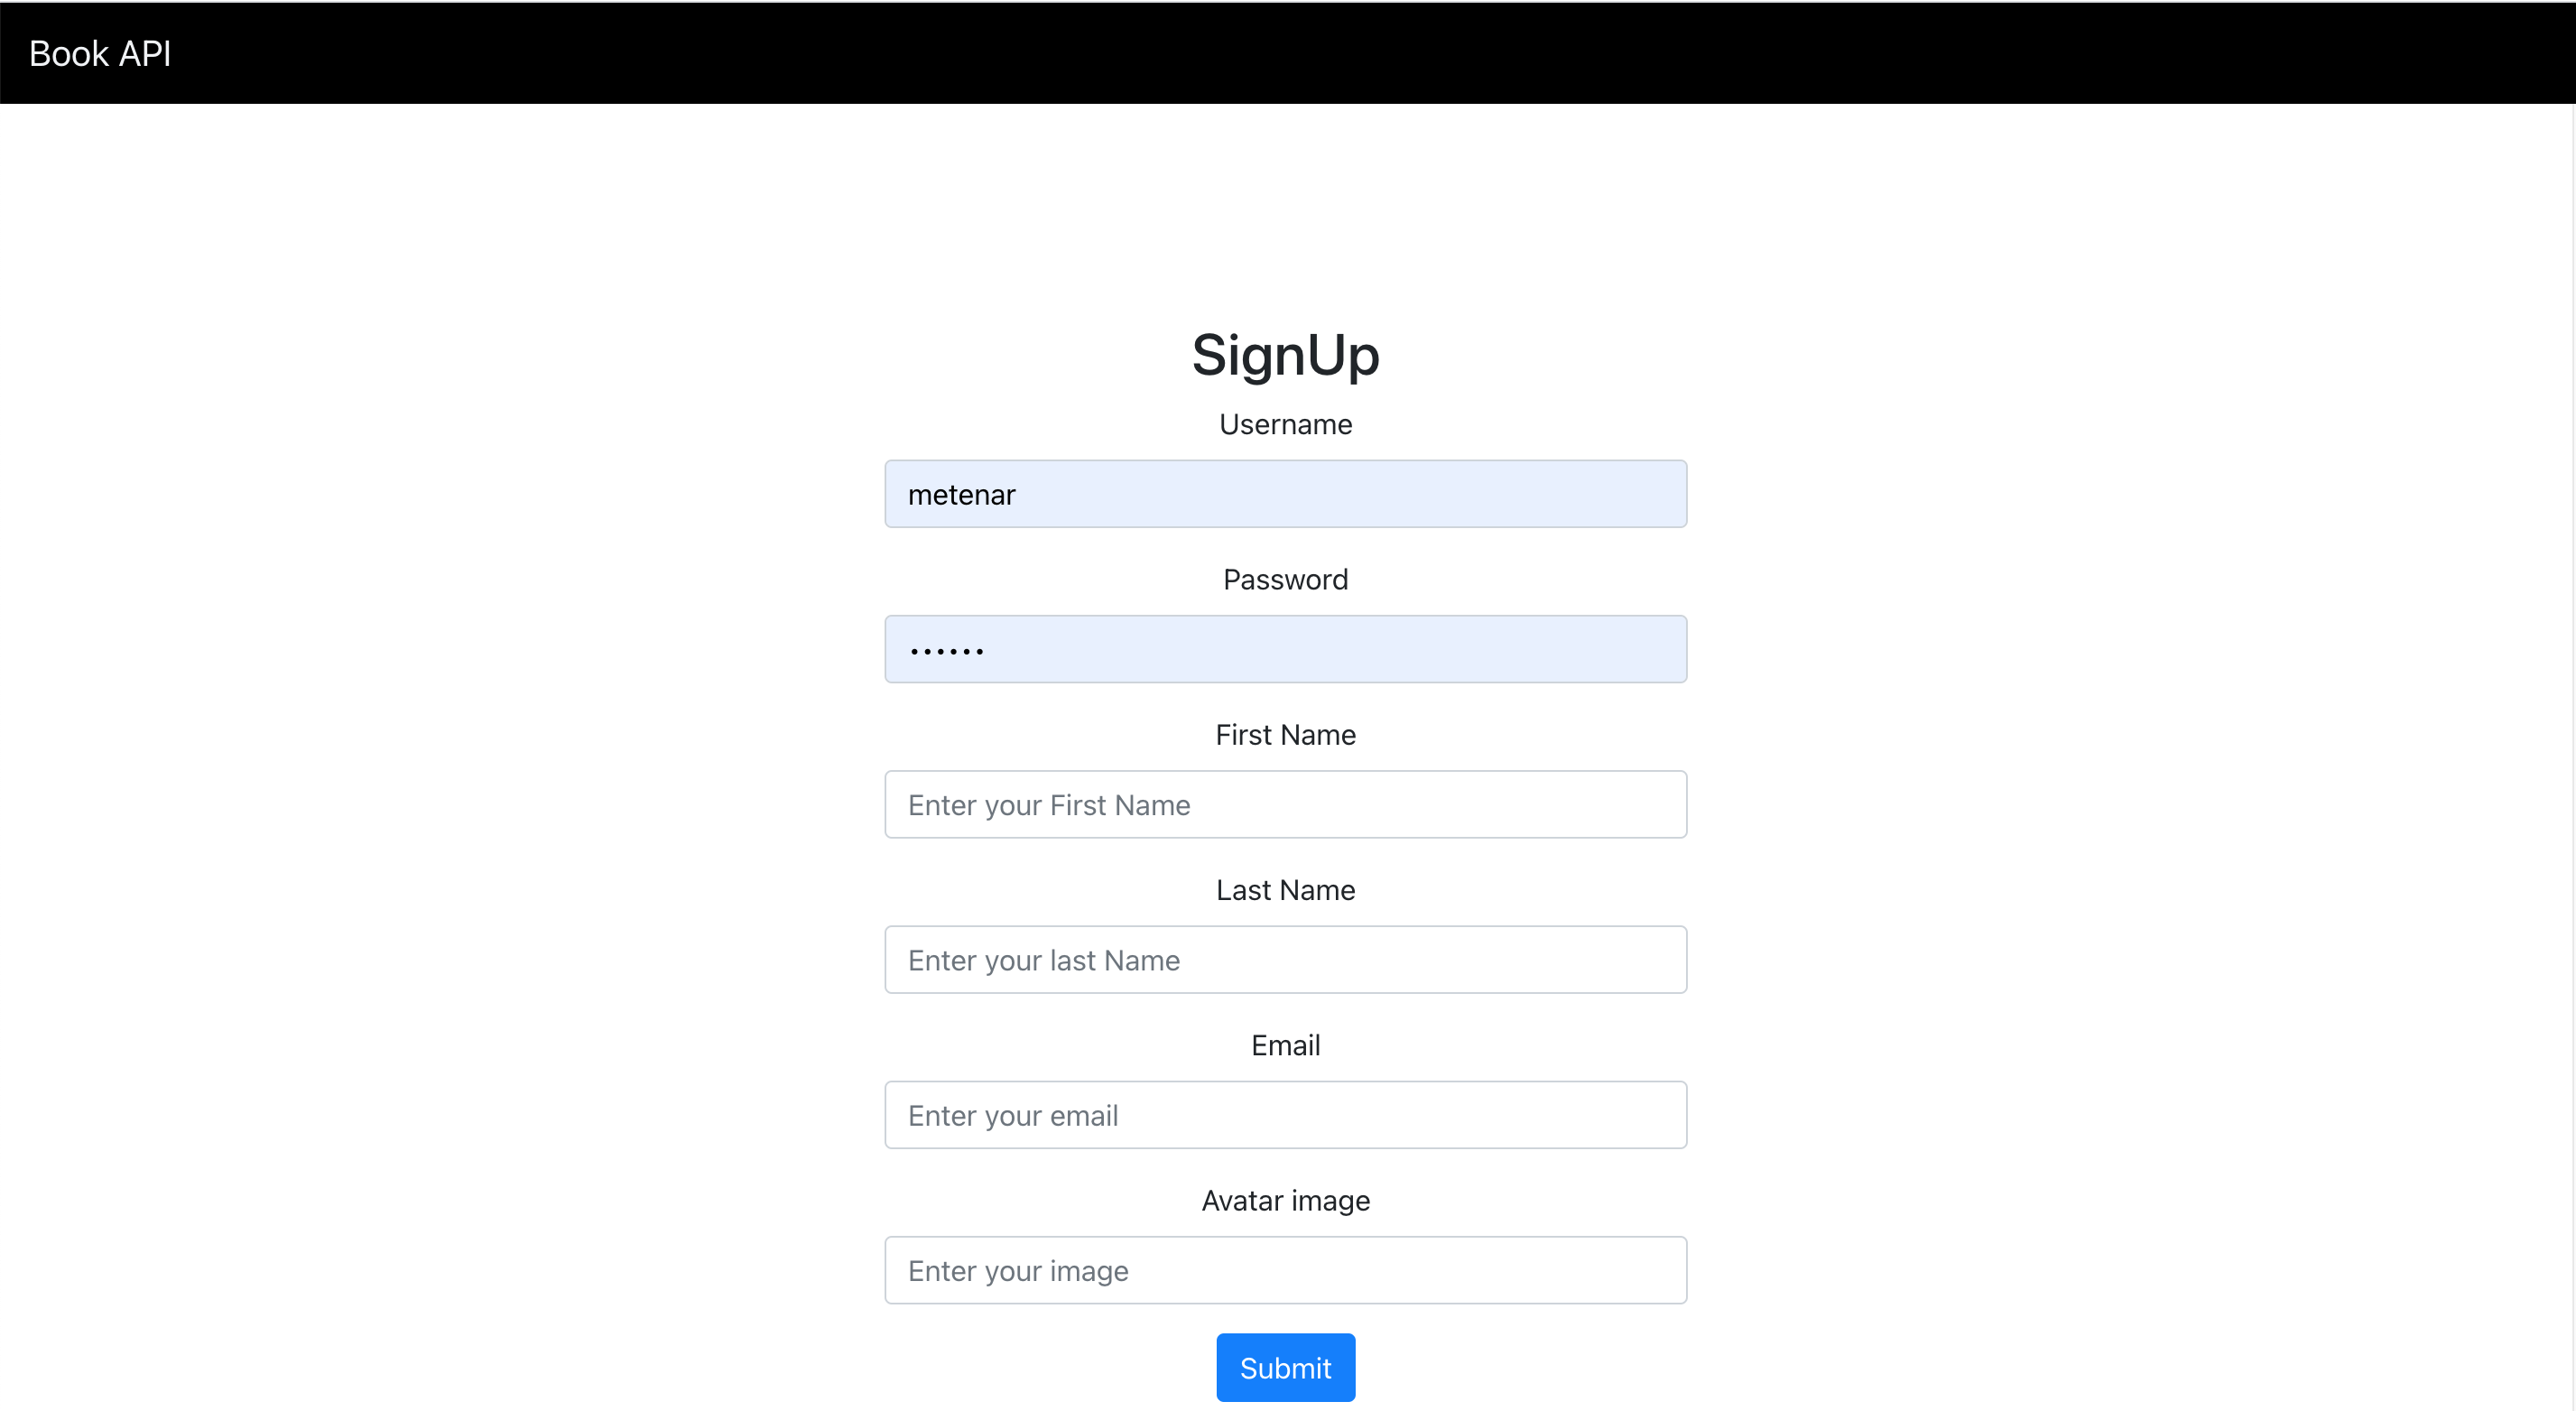 Book API
SignUp
Username
metenar
Password
••••••
First Name
Enter your First Name
Last Name
Enter your last Name
Email
Enter your email
Avatar image
Enter your image
Submit